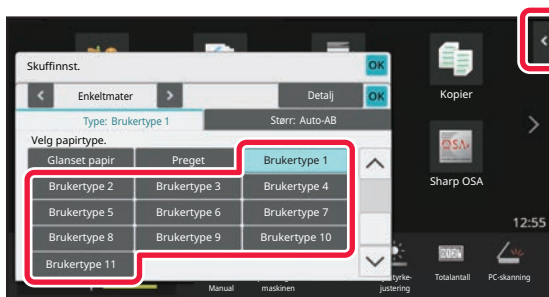 Skuffinnst.
OK
Enkeltmater
Detalj
OK
Type: Brukertype 1
Størr: Auto-AB
Velg papirtype.
Glanset papir
Preget
Brukertype 1
Brukertype 2
Brukertype 3
Brukertype 4
Brukertype 5
Brukertype 6
Brukertype 7
Brukertype 8
Brukertype 9
Brukertype 10
Brukertype 11
Kopier
Sharp OSA
12:55
Manual
maskinen
justering
Totalantall
PC-skanning